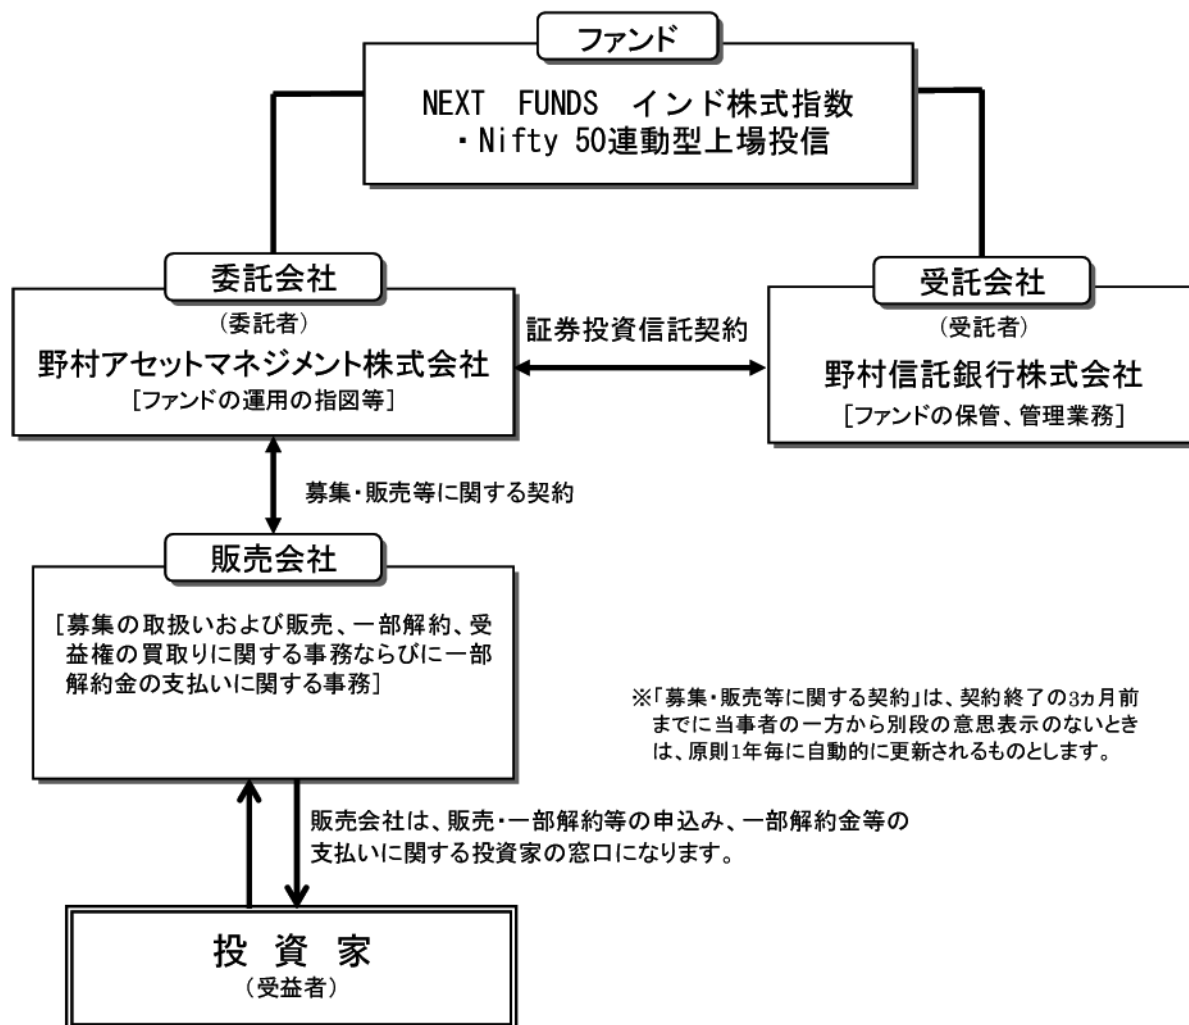 ファンド
NEXT FUNDS インド株式指数
・Nifty 50連動型上場投信
委託会社
(委託者)
野村アセットマネジメント株式会社
[ファンドの運用の指図等]
証券投資信託契約
受託会社
(受託者)
野村信託銀行株式会社
[ファンドの保管、管理業務]
募集・販売等に関する契約
販売会社
[募集の取扱いおよび販売、一部解約、受
益権の買取りに関する事務ならびに一部
解約金の支払いに関する事務]
※「募集・販売等に関する契約」は、契約終了の3ヵ月前
までに当事者の一方から別段の意思表示のないとき
は、原則1年毎に自動的に更新されるものとします。
販売会社は、販売・一部解約等の申込み、一部解約金等の
支払いに関する投資家の窓口になります。
投 資 家
(受益者)